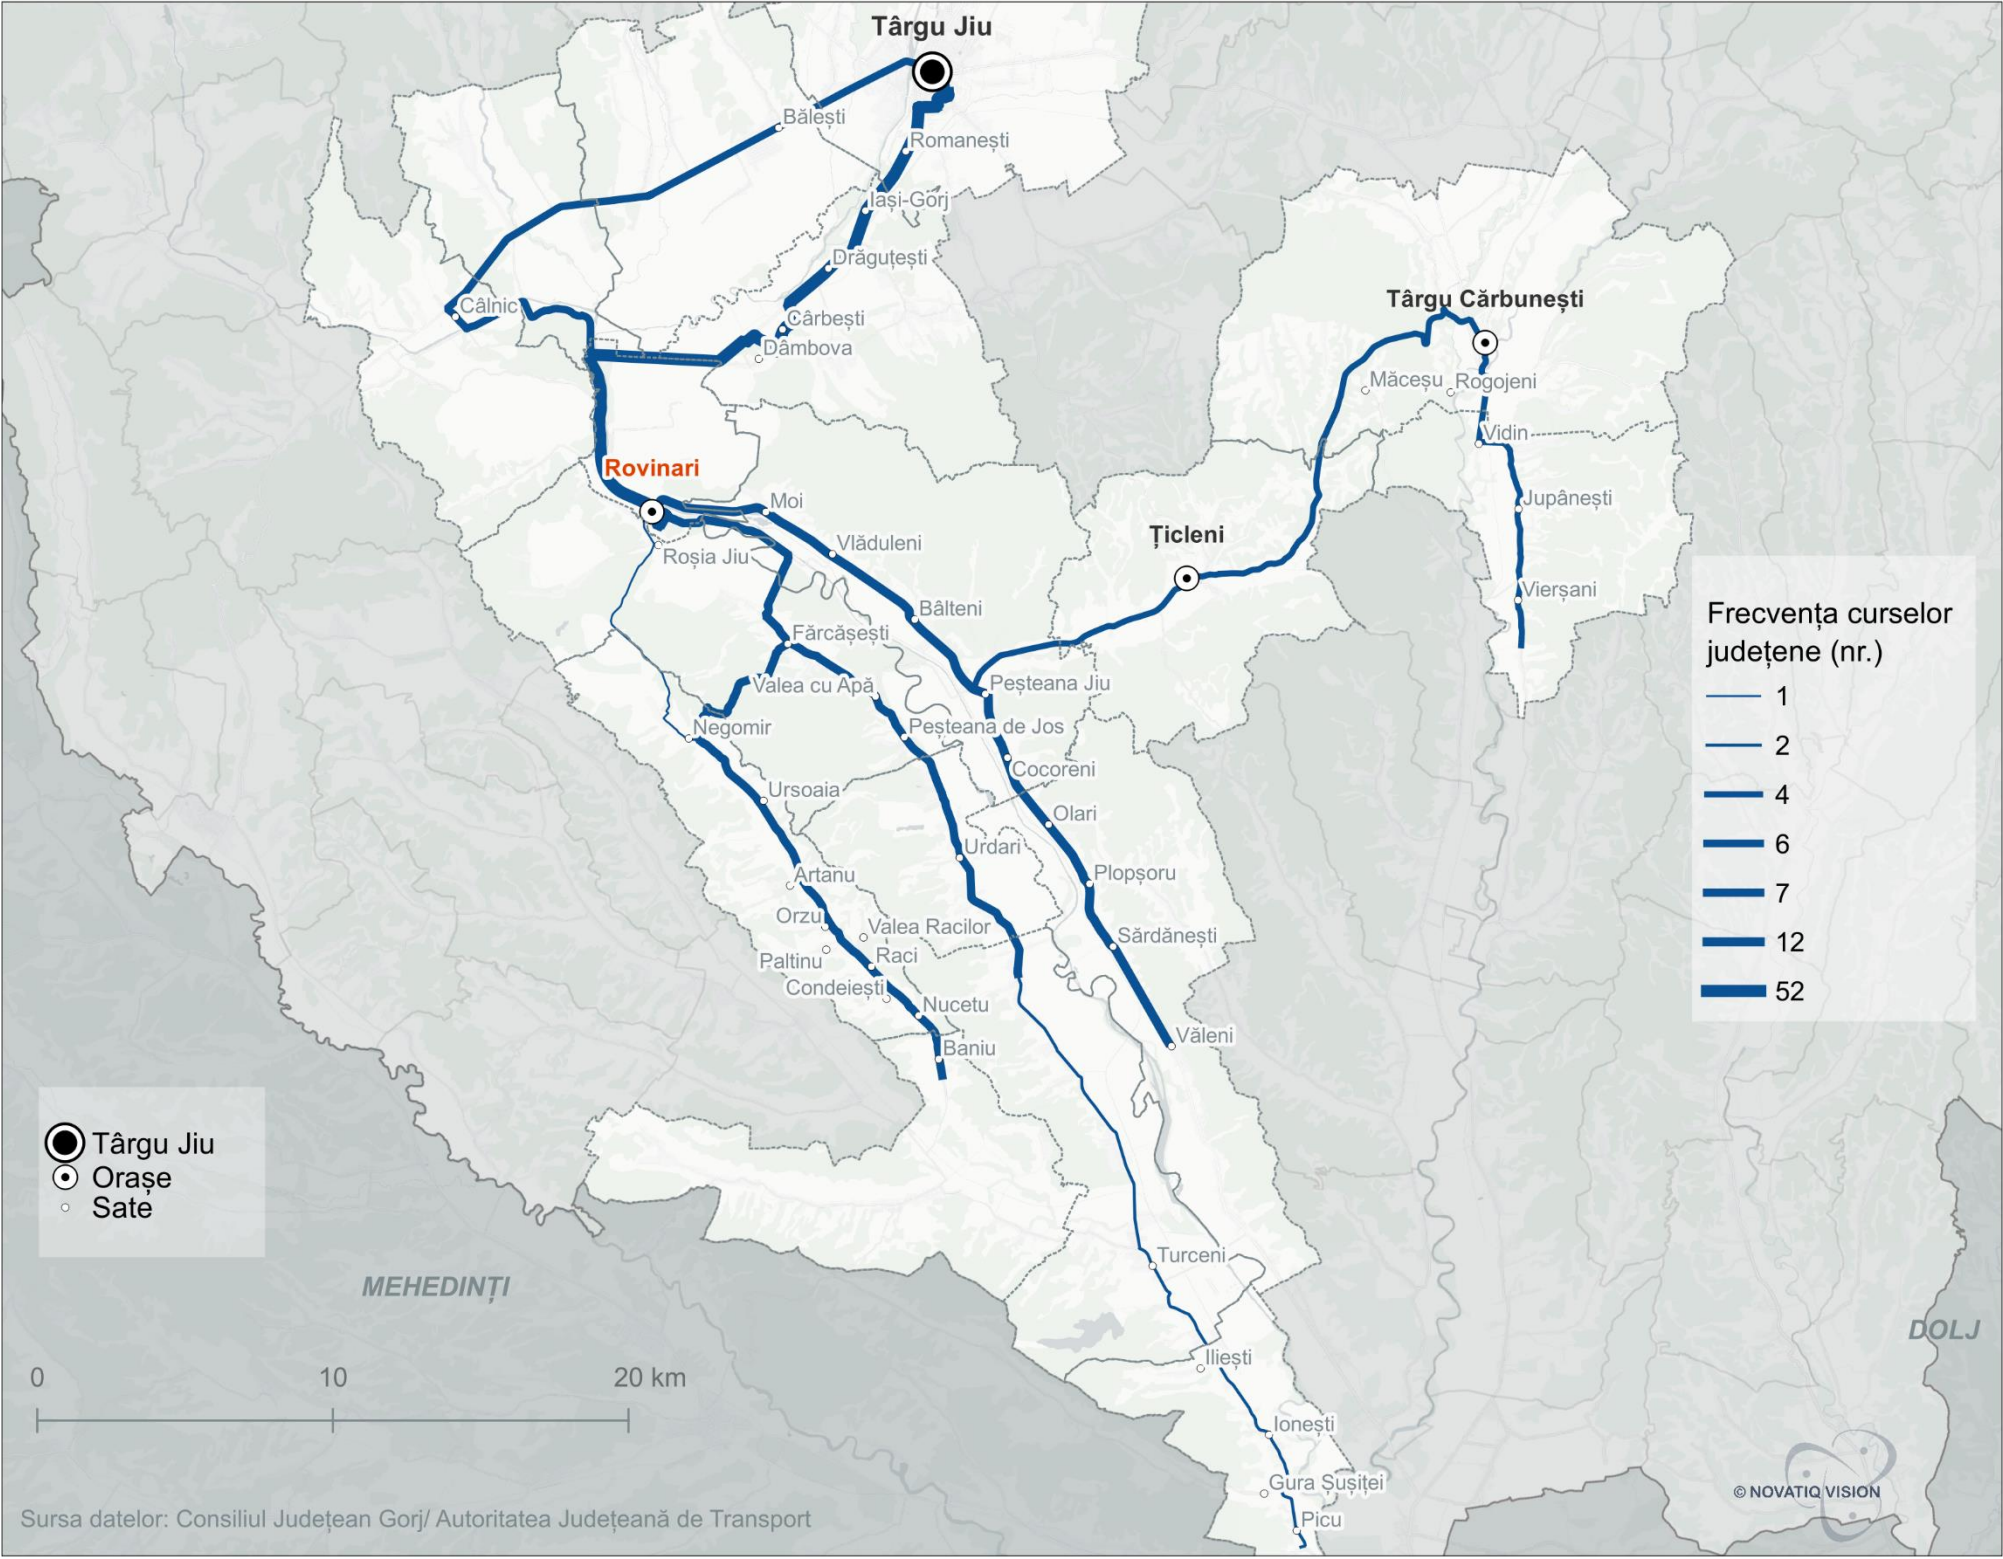 Târgu Jiu
Bălești
Romanești
Iași-Gorj
Drăguțești
Câlnic
Cârbești
Dâmbova
Târgu Cărbunești
Măceșu
Rogojeni
Vidin
Rovinari
Moi
Jupânești
Roșia Jiu
Vlăduleni
Țicleni
Vierșani
Bâlteni
Fărcășești
Valea cu Apă
Peșteana Jiu
Negomir
Peșteana de Jos
Cocoreni
Ursoaia
Olari
Urdari
Artanu
Plopșoru
Orzu
Valea Racilor
Sărdănești
Paltinu
Raci
Condeiești
Nucetu
Văleni
Baniu
Turceni
Iliești
Ionești
Gura Șușiței
Picu
Frecvența curselor
județene (nr.)
1
2
4
6
7
12
52
Târgu Jiu
Orașe
Sate
MEHEDINȚI
DOLJ
0 10 20 km
© NOVATIQ VISION
Sursa datelor: Consiliul Județean Gorj/ Autoritatea Județeană de Transport